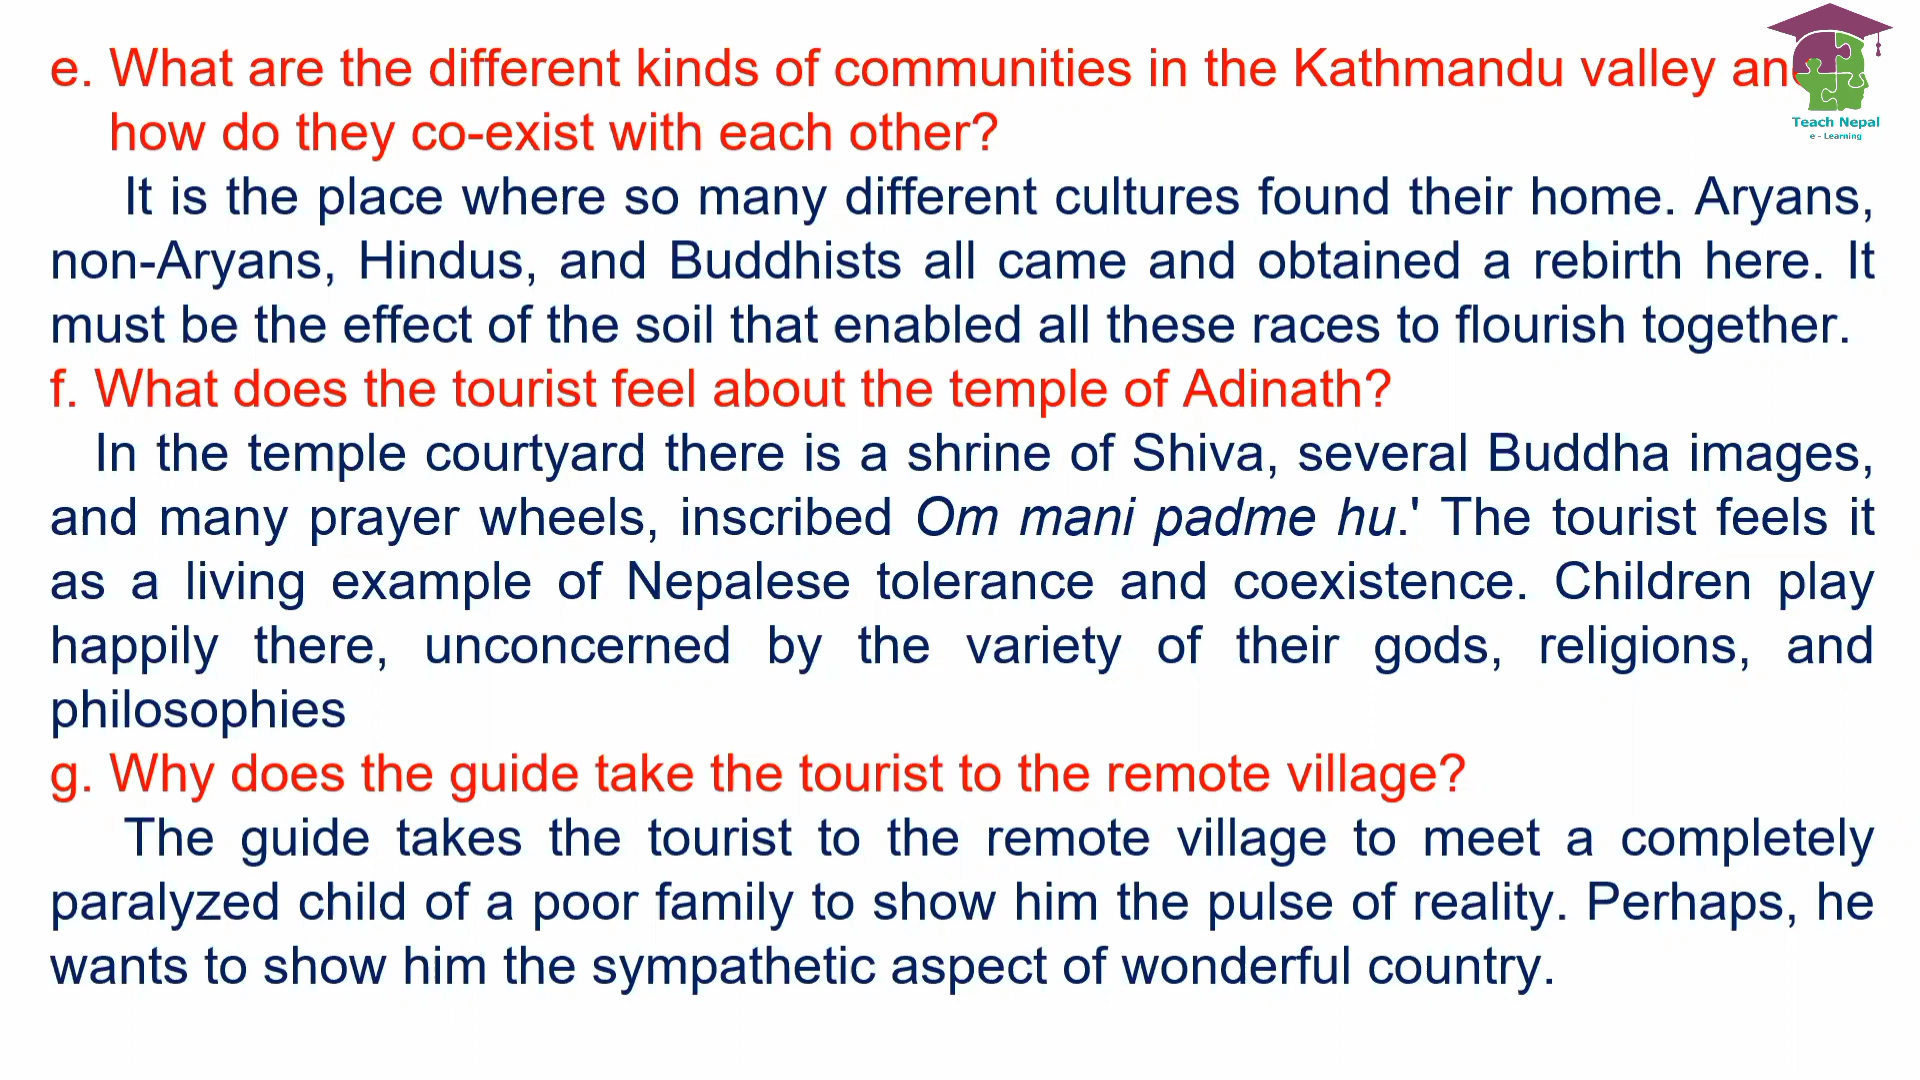 e. What are the different kinds of communities in the Kathmandu valley and
how do they co-exist with each other?
It is the place where so many different cultures found their home. Aryans,
non-Aryans, Hindus, and Buddhists all came and obtained a rebirth here. It
must be the effect of the soil that enabled all these races to flourish together.
f. What does the tourist feel about the temple of Adinath?
In the temple courtyard there is a shrine of Shiva, several Buddha images,
and many prayer wheels, inscribed Om mani padme hu.' The tourist feels it
as a living example of Nepalese tolerance and coexistence. Children play
happily there, unconcerned by the variety of their gods, religions, and
philosophies
g. Why does the guide take the tourist to the remote village?
The guide takes the tourist to the remote village to meet a completely
paralyzed child of a poor family to show him the pulse of reality. Perhaps, he
wants to show him the sympathetic aspect of wonderful country.
Teach Nepal
e - Learning